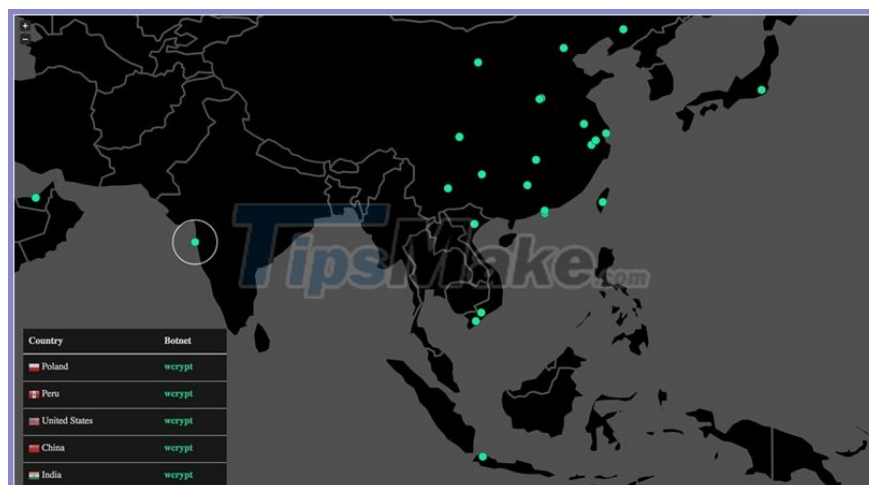 +
−
TipsMake.com
Country Botnet
Poland wcrypt
Peru wcrypt
United States wcrypt
China wcrypt
India wcrypt